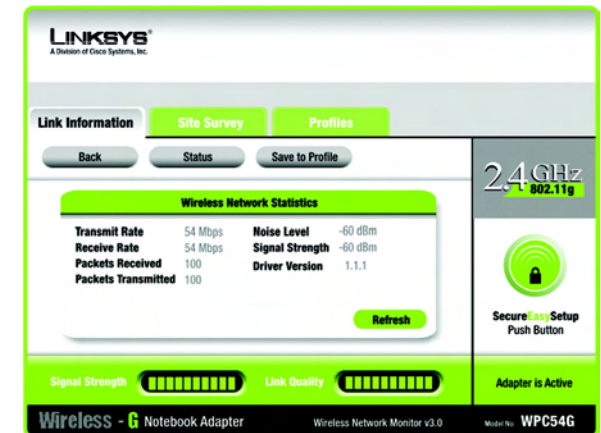 LINKSYS®
A Division of Cisco Systems, Inc.
Link Information Site Survey Profiles
Back Status Save to Profile
2.4 GHz
802.11g
Wireless Network Statistics
Transmit Rate 54 Mbps Noise Level -60 dBm
Receive Rate 54 Mbps Signal Strength -60 dBm
Packets Received 100 Driver Version 1.1.1
Packets Transmitted 100
Refresh
SecureEasySetup
Push Button
Signal Strength Link Quality Adapter is Active
Wireless - G Notebook Adapter Wireless Network Monitor v3.0 Model No. WPC54G